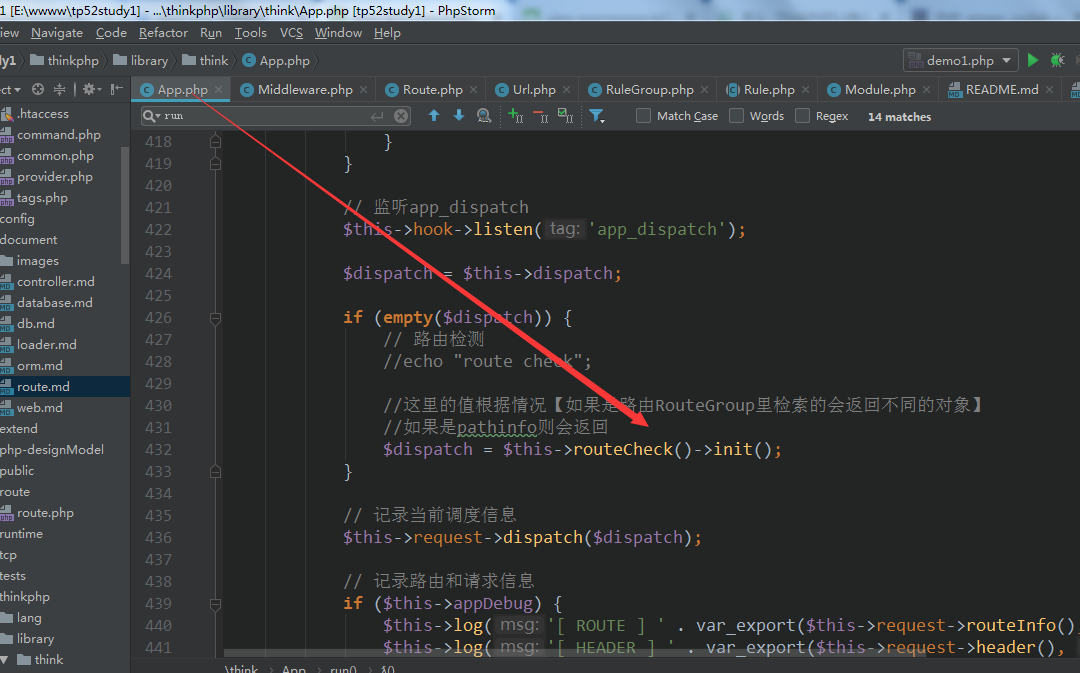 1 [E:\wwww\tp52study1] - ...\thinkphp\library\think\App.php [tp52study1] - PhpStorm
iew Navigate Code Refactor Run Tools VCS Window Help
dy1 thinkphp library think App.php demo1.php
ect App.php Middleware.php Route.php Url.php RuleGroup.php Rule.php Module.php README.md
run Match Case Words Regex 14 matches
.htaccess
command.php
common.php
provider.php
tags.php
config
document
images
controller.md
database.md
db.md
loader.md
orm.md
route.md
web.md
extend
php-designModel
public
route
route.php
runtime
tcp
tests
thinkphp
lang
library
think
418 }
419 }
420
421 // 监听app_dispatch
422 $this->hook->listen( tag: 'app_dispatch');
423
424 $dispatch = $this->dispatch;
425
426 if (empty($dispatch)) {
427 // 路由检测
428 //echo "route check";
429
430 //这里的值根据情况【如果是路由RouteGroup里检索的会返回不同的对象】
431 //如果是pathinfo则会返回
432 $dispatch = $this->routeCheck()->init();
433 }
434
435 // 记录当前调度信息
436 $this->request->dispatch($dispatch);
437
438 // 记录路由和请求信息
439 if ($this->appDebug) {
440 $this->log( msg: '[ ROUTE ] ' . var_export($this->request->routeInfo()
441 $this->log( msg: '[ HEADER ] ' . var_export($this->request->header(),
\think > App > run()